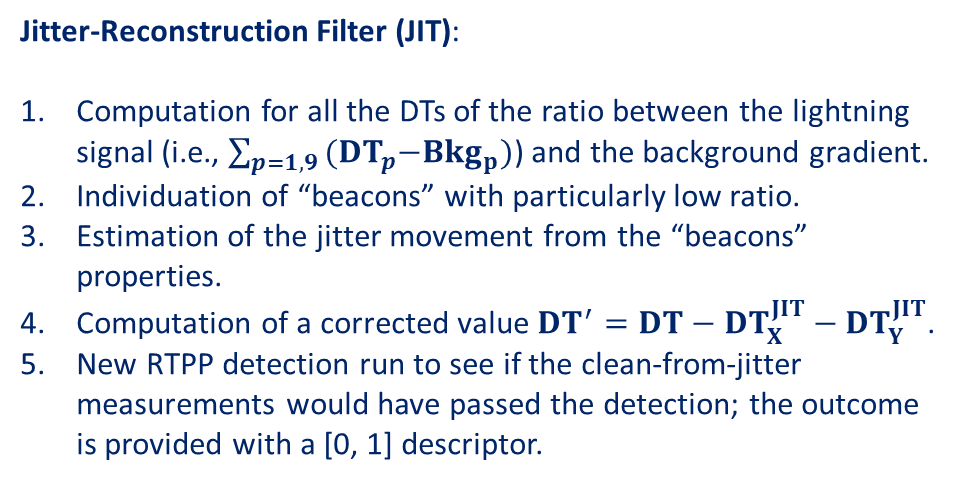 Jitter-Reconstruction Filter (JIT):
1. Computation for all the DTs of the ratio between the lightning
signal (i.e., ∑ₚ₌₁,₉ (DTₚ−Bkgₚ)) and the background gradient.
2. Individuation of “beacons” with particularly low ratio.
3. Estimation of the jitter movement from the “beacons”
properties.
4. Computation of a corrected value DT′ = DT − DT_X^JIT − DT_Y^JIT.
5. New RTPP detection run to see if the clean-from-jitter
measurements would have passed the detection; the outcome
is provided with a [0, 1] descriptor.